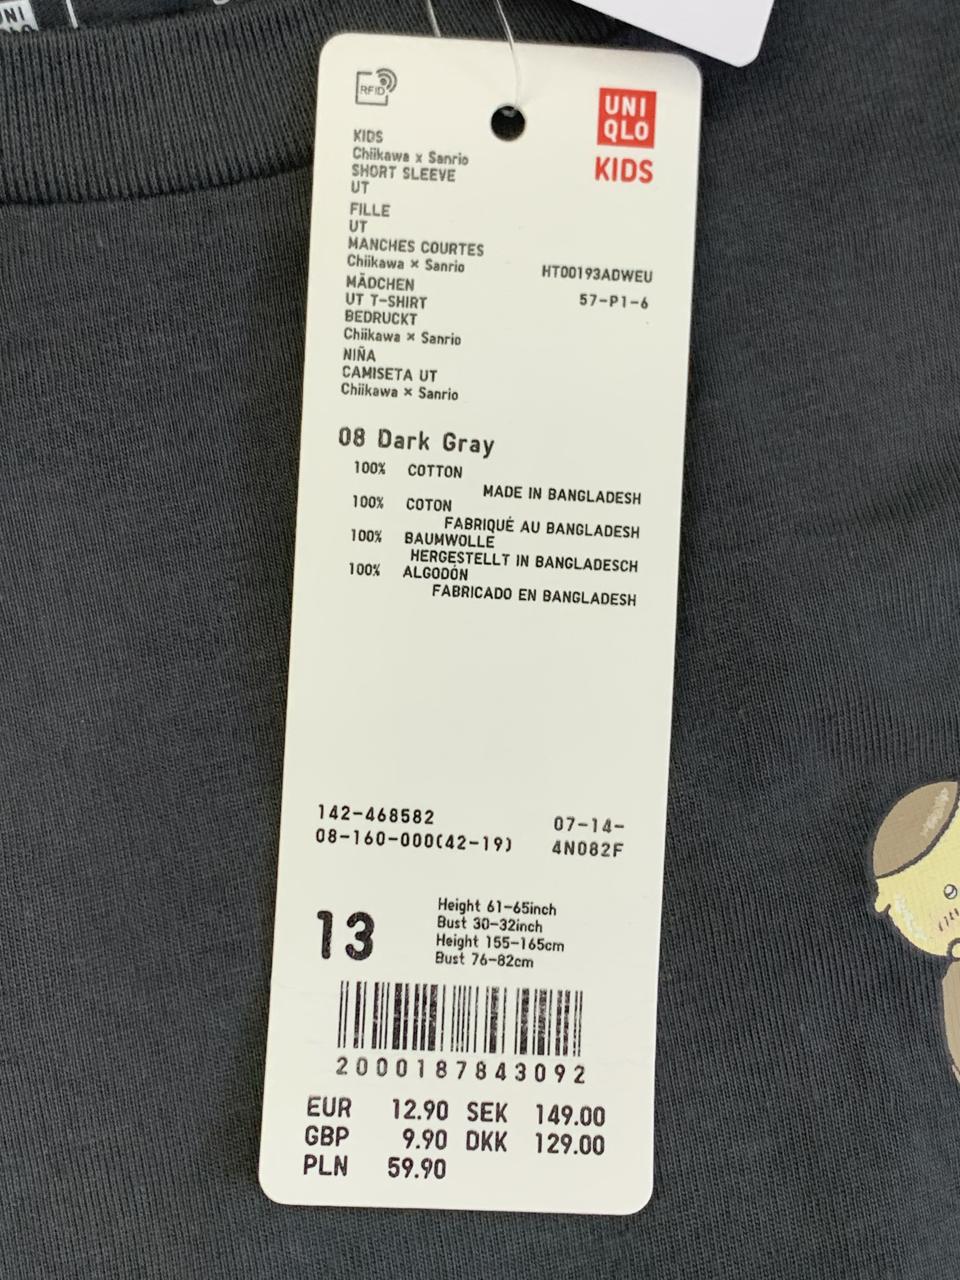 RFID
UNI
QLO
KIDS
KIDS
Chiikawa x Sanrio
SHORT SLEEVE
UT
FILLE
UT
MANCHES COURTES
Chiikawa × Sanrio
HT00193ADWEU
MÄDCHEN
UT T-SHIRT
57-P1-6
BEDRUCKT
Chiikawa × Sanrio
NIÑA
CAMISETA UT
Chiikawa × Sanrio
08 Dark Gray
100% COTTON
MADE IN BANGLADESH
100% COTON
FABRIQUÉ AU BANGLADESH
100% BAUMWOLLE
HERGESTELLT IN BANGLADESCH
100% ALGODÓN
FABRICADO EN BANGLADESH
142-468582
08-160-000(42-19)
07-14-
4N082F
13
Height 61-65inch
Bust 30-32inch
Height 155-165cm
Bust 76-82cm
2000187843092
EUR 12.90 SEK 149.00
GBP 9.90 DKK 129.00
PLN 59.90